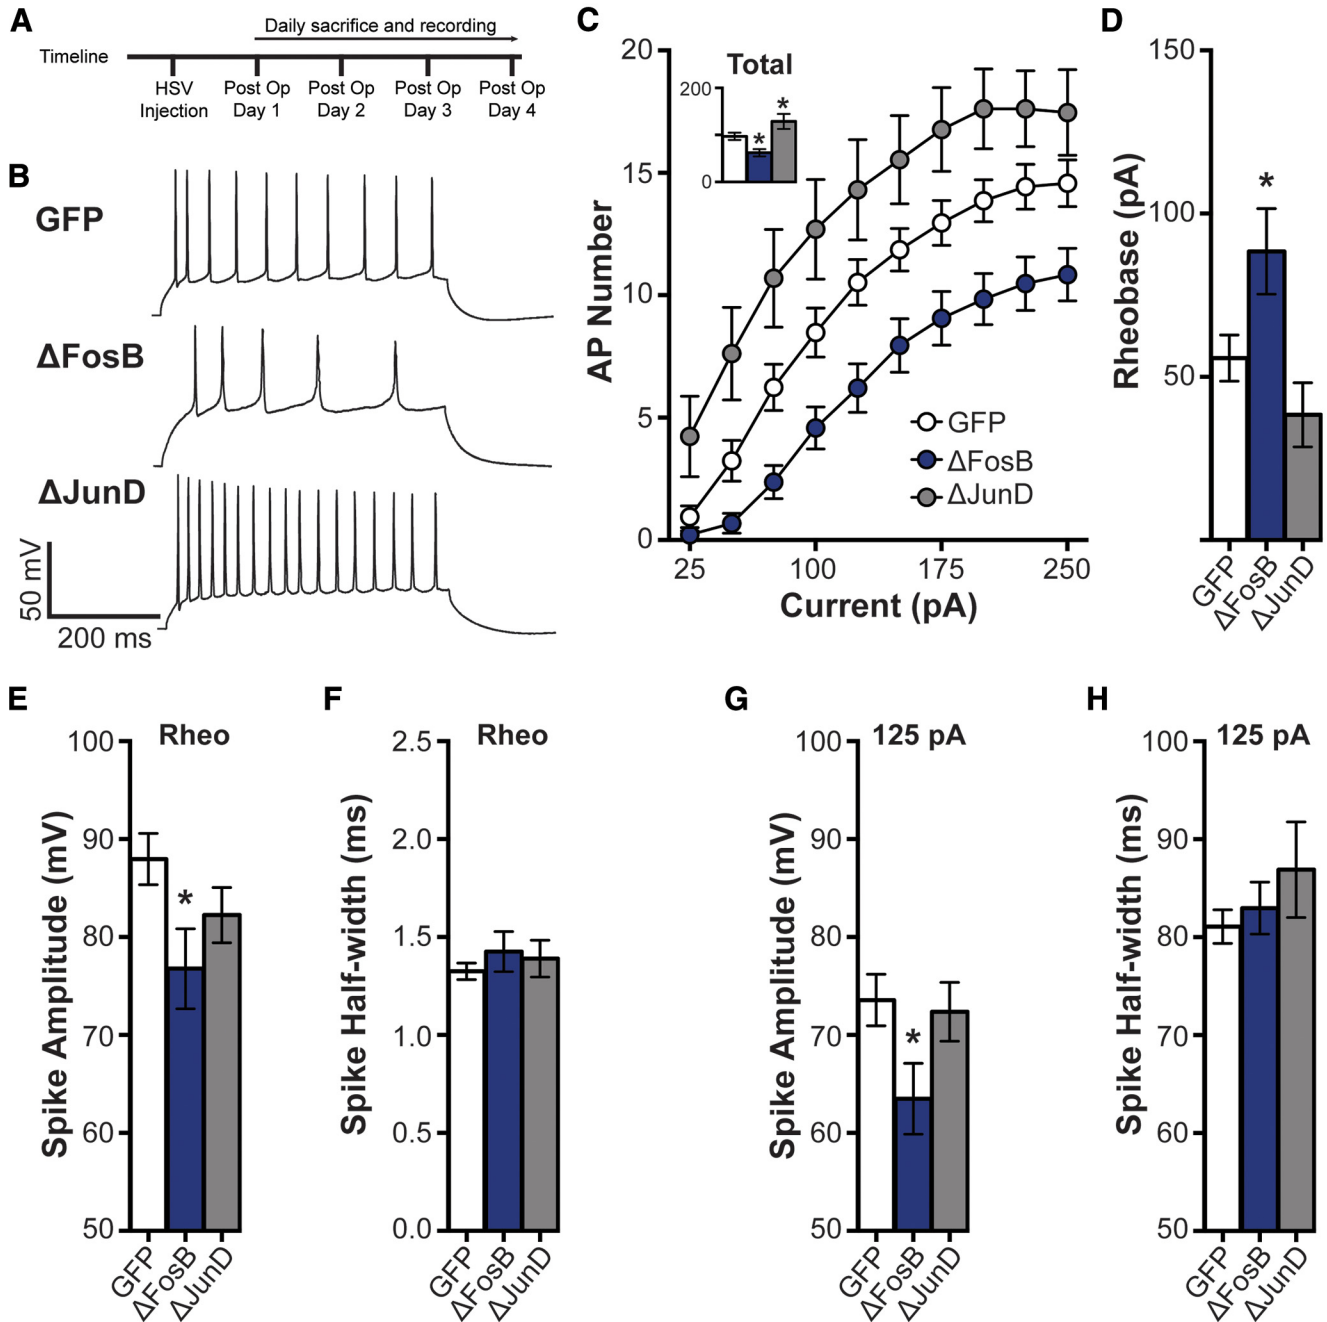 A
Daily sacrifice and recording
Timeline
HSV Injection
Post Op Day 1
Post Op Day 2
Post Op Day 3
Post Op Day 4
B
GFP
ΔFosB
ΔJunD
50 mV
200 ms
C
20
15
10
5
0
AP Number
Total
200
0
*
*
GFP
ΔFosB
ΔJunD
25
100
175
250
Current (pA)
D
150
100
50
Rheobase (pA)
*
GFP
ΔFosB
ΔJunD
E
Rheo
100
90
80
70
60
50
Spike Amplitude (mV)
*
GFP
ΔFosB
ΔJunD
F
Rheo
2.5
2.0
1.5
1.0
0.5
0.0
Spike Half-width (ms)
GFP
ΔFosB
ΔJunD
G
125 pA
100
90
80
70
60
50
Spike Amplitude (mV)
*
GFP
ΔFosB
ΔJunD
H
125 pA
100
90
80
70
60
50
Spike Half-width (ms)
GFP
ΔFosB
ΔJunD